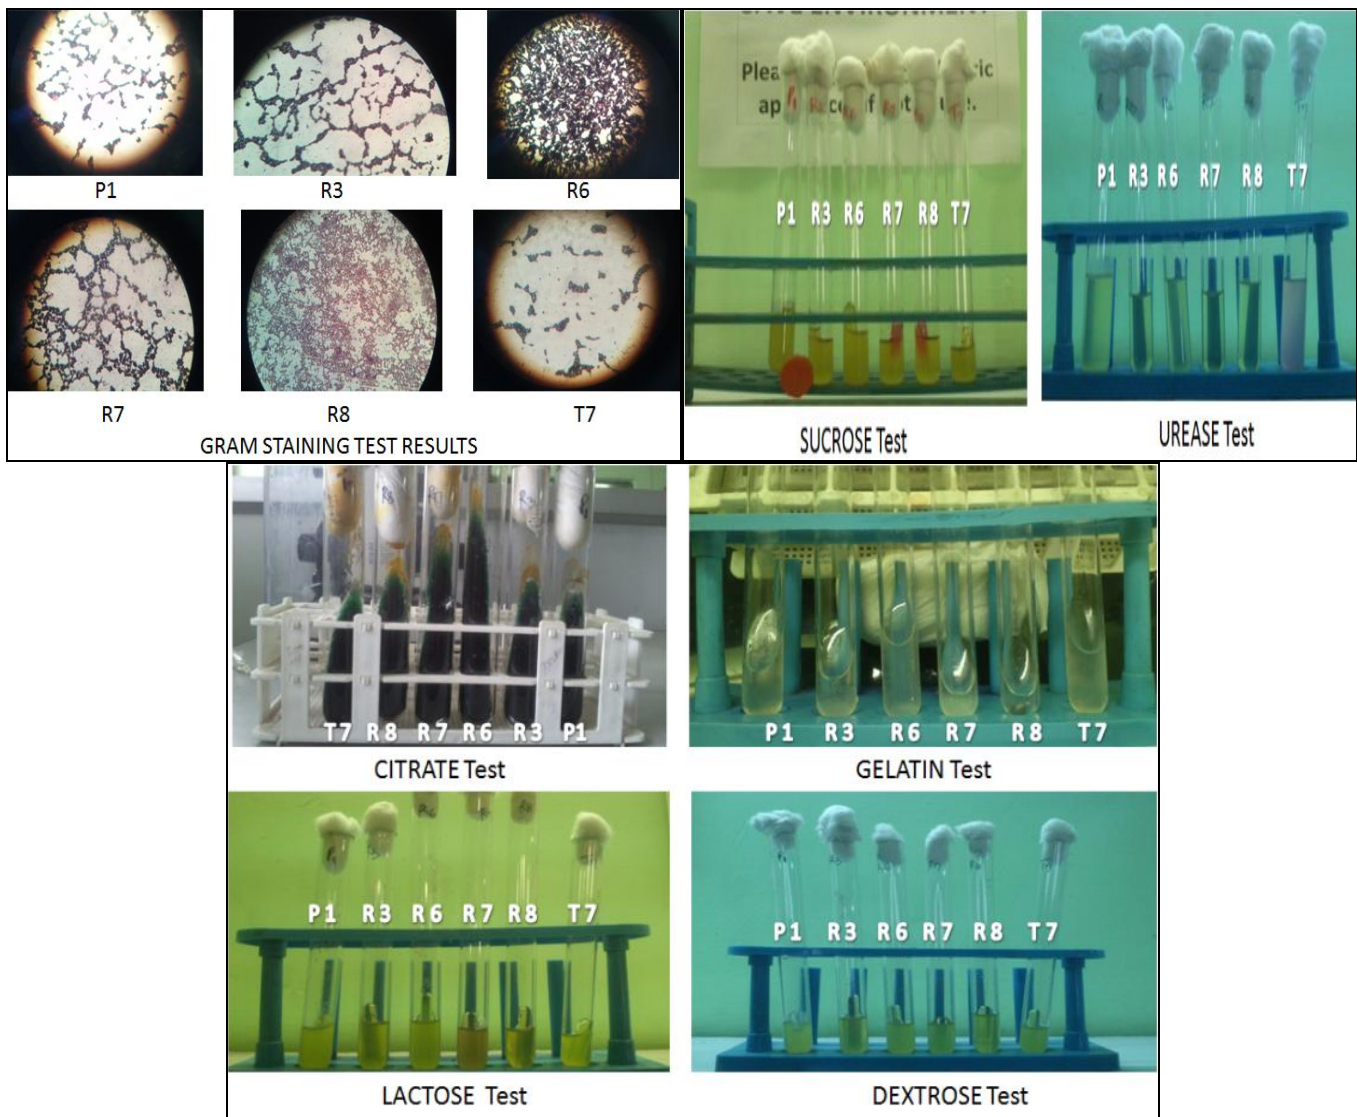 P1
R3
R6
R7
R8
T7
GRAM STAINING TEST RESULTS
P1 R3 R6 R7 R8 T7
SUCROSE Test
P1 R3 R6 R7 R8 T7
UREASE Test
T7 R8 R7 R6 R3 P1
CITRATE Test
P1 R3 R6 R7 R8 T7
GELATIN Test
P1 R3 R6 R7 R8 T7
LACTOSE Test
P1 R3 R6 R7 R8 T7
DEXTROSE Test